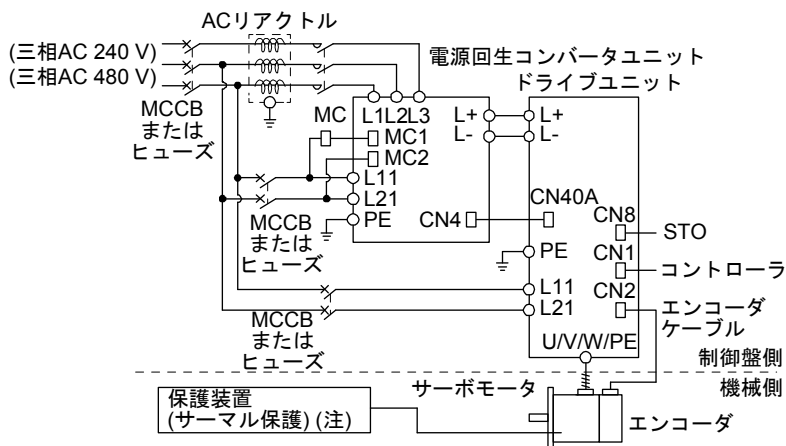 ACリアクトル
(三相AC 240 V)
(三相AC 480 V)
電源回生コンバータユニット
ドライブユニット
MCCB
または
ヒューズ
MC
L1L2L3
MC1
MC2
L11
L21
PE
L+
L-
L+
L-
CN4
CN40A
CN8
STO
CN1
コントローラ
CN2
エンコーダ
ケーブル
PE
L11
L21
U/V/W/PE
MCCB
または
ヒューズ
MCCB
または
ヒューズ
制御盤側
機械側
保護装置
(サーマル保護) (注)
サーボモータ
エンコーダ